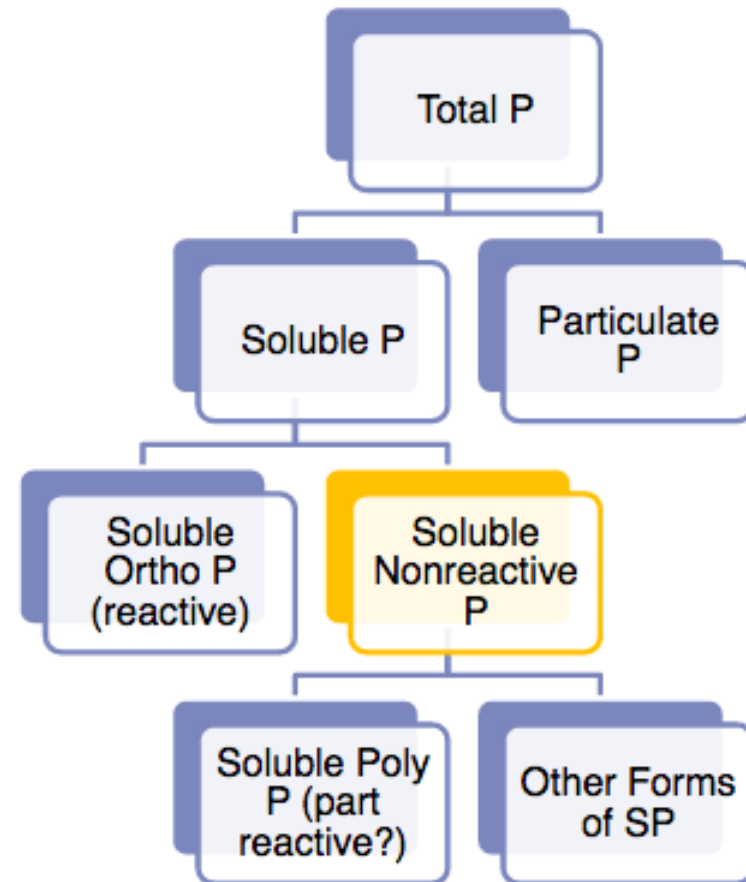 Total P
Soluble P
Particulate
P
Soluble
Ortho P
(reactive)
Soluble
Nonreactive
P
Soluble Poly
P (part
reactive?)
Other Forms
of SP